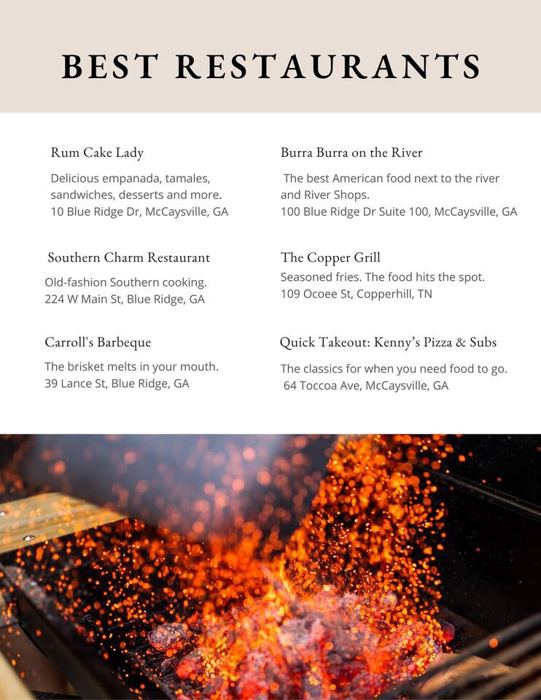 BEST RESTAURANTS
Rum Cake Lady
Delicious empanada, tamales,
sandwiches, desserts and more.
10 Blue Ridge Dr, McCaysville, GA
Burra Burra on the River
The best American food next to the river
and River Shops.
100 Blue Ridge Dr Suite 100, McCaysville, GA
Southern Charm Restaurant
Old-fashion Southern cooking.
224 W Main St, Blue Ridge, GA
The Copper Grill
Seasoned fries. The food hits the spot.
109 Ocoee St, Copperhill, TN
Carroll's Barbeque
The brisket melts in your mouth.
39 Lance St, Blue Ridge, GA
Quick Takeout: Kenny’s Pizza & Subs
The classics for when you need food to go.
64 Toccoa Ave, McCaysville, GA